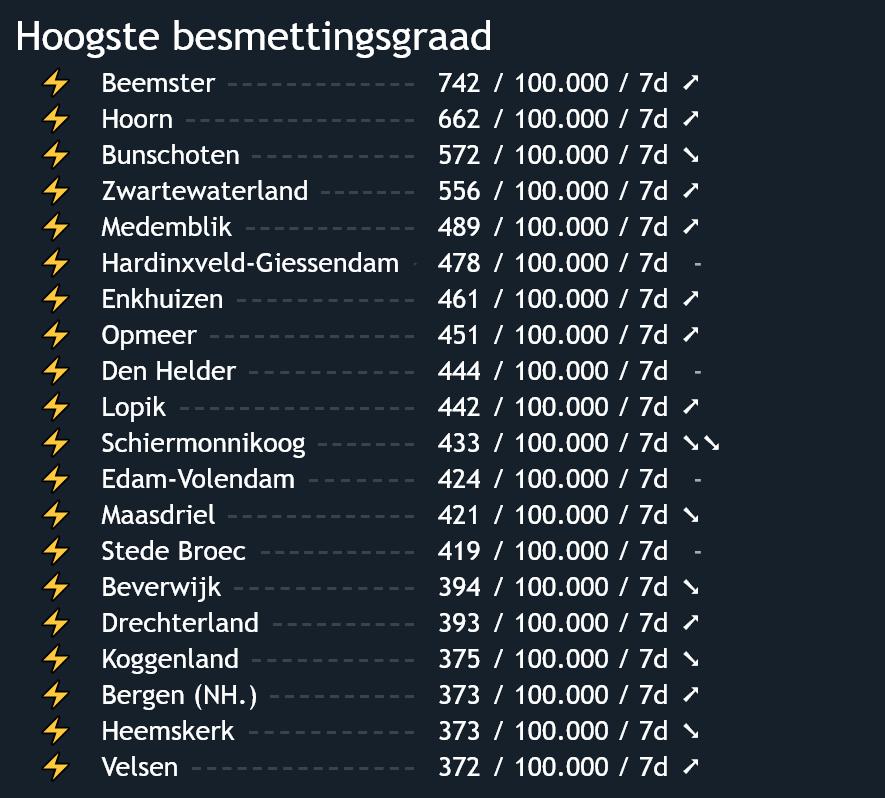 Hoogste besmettingsgraad
⚡ Beemster ------------- 742 / 100.000 / 7d ➚
⚡ Hoorn ---------------- 662 / 100.000 / 7d ➚
⚡ Bunschoten ----------- 572 / 100.000 / 7d ➘
⚡ Zwartewaterland ------- 556 / 100.000 / 7d ➚
⚡ Medemblik ------------ 489 / 100.000 / 7d ➚
⚡ Hardinxveld-Giessendam - 478 / 100.000 / 7d -
⚡ Enkhuizen ------------ 461 / 100.000 / 7d ➚
⚡ Opmeer -------------- 451 / 100.000 / 7d ➚
⚡ Den Helder ------------ 444 / 100.000 / 7d -
⚡ Lopik ----------------- 442 / 100.000 / 7d ➚
⚡ Schiermonnikoog ------- 433 / 100.000 / 7d ➘➘
⚡ Edam-Volendam -------- 424 / 100.000 / 7d -
⚡ Maasdriel ------------- 421 / 100.000 / 7d ➘
⚡ Stede Broec ----------- 419 / 100.000 / 7d -
⚡ Beverwijk ------------- 394 / 100.000 / 7d ➘
⚡ Drechterland ---------- 393 / 100.000 / 7d ➚
⚡ Koggenland ----------- 375 / 100.000 / 7d ➘
⚡ Bergen (NH.) ---------- 373 / 100.000 / 7d ➚
⚡ Heemskerk ------------ 373 / 100.000 / 7d ➘
⚡ Velsen ---------------- 372 / 100.000 / 7d ➚